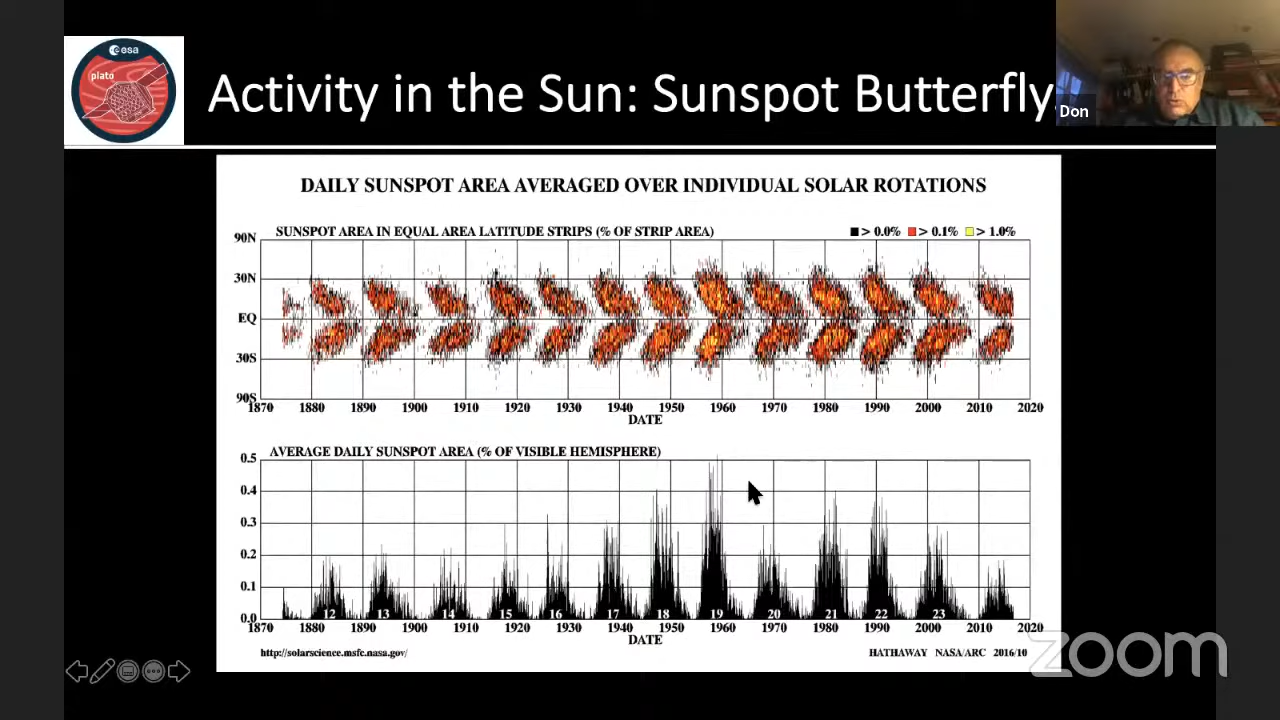 esa
plato
Activity in the Sun: Sunspot Butterfly
Don
DAILY SUNSPOT AREA AVERAGED OVER INDIVIDUAL SOLAR ROTATIONS
SUNSPOT AREA IN EQUAL AREA LATITUDE STRIPS (% OF STRIP AREA)
> 0.0% > 0.1% > 1.0%
90N
30N
EQ
30S
90S
1870 1880 1890 1900 1910 1920 1930 1940 1950 1960 1970 1980 1990 2000 2010 2020
DATE
AVERAGE DAILY SUNSPOT AREA (% OF VISIBLE HEMISPHERE)
0.5
0.4
0.3
0.2
0.1
0.0
12 13 14 15 16 17 18 19 20 21 22 23
1870 1880 1890 1900 1910 1920 1930 1940 1950 1960 1970 1980 1990 2000 2010 2020
DATE
http://solarscience.msfc.nasa.gov/
HATHAWAY NASA/ARC 2016/10
zoom